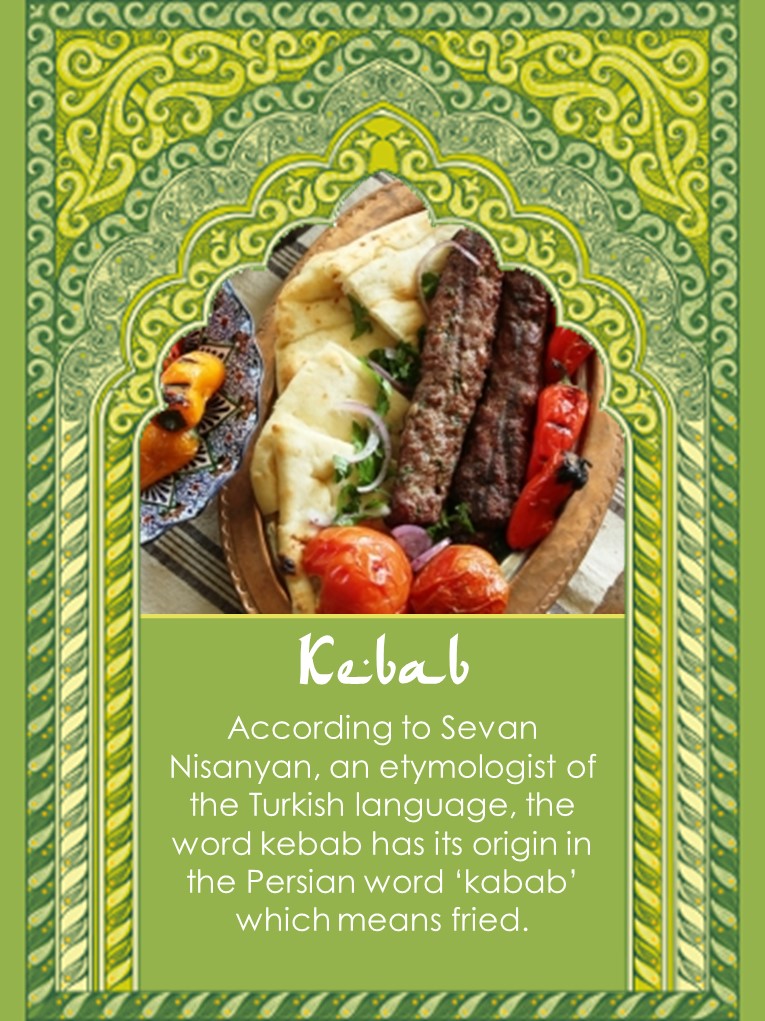 Kebab
According to Sevan
Nisanyan, an etymologist of
the Turkish language, the
word kebab has its origin in
the Persian word ‘kabab’
which means fried.